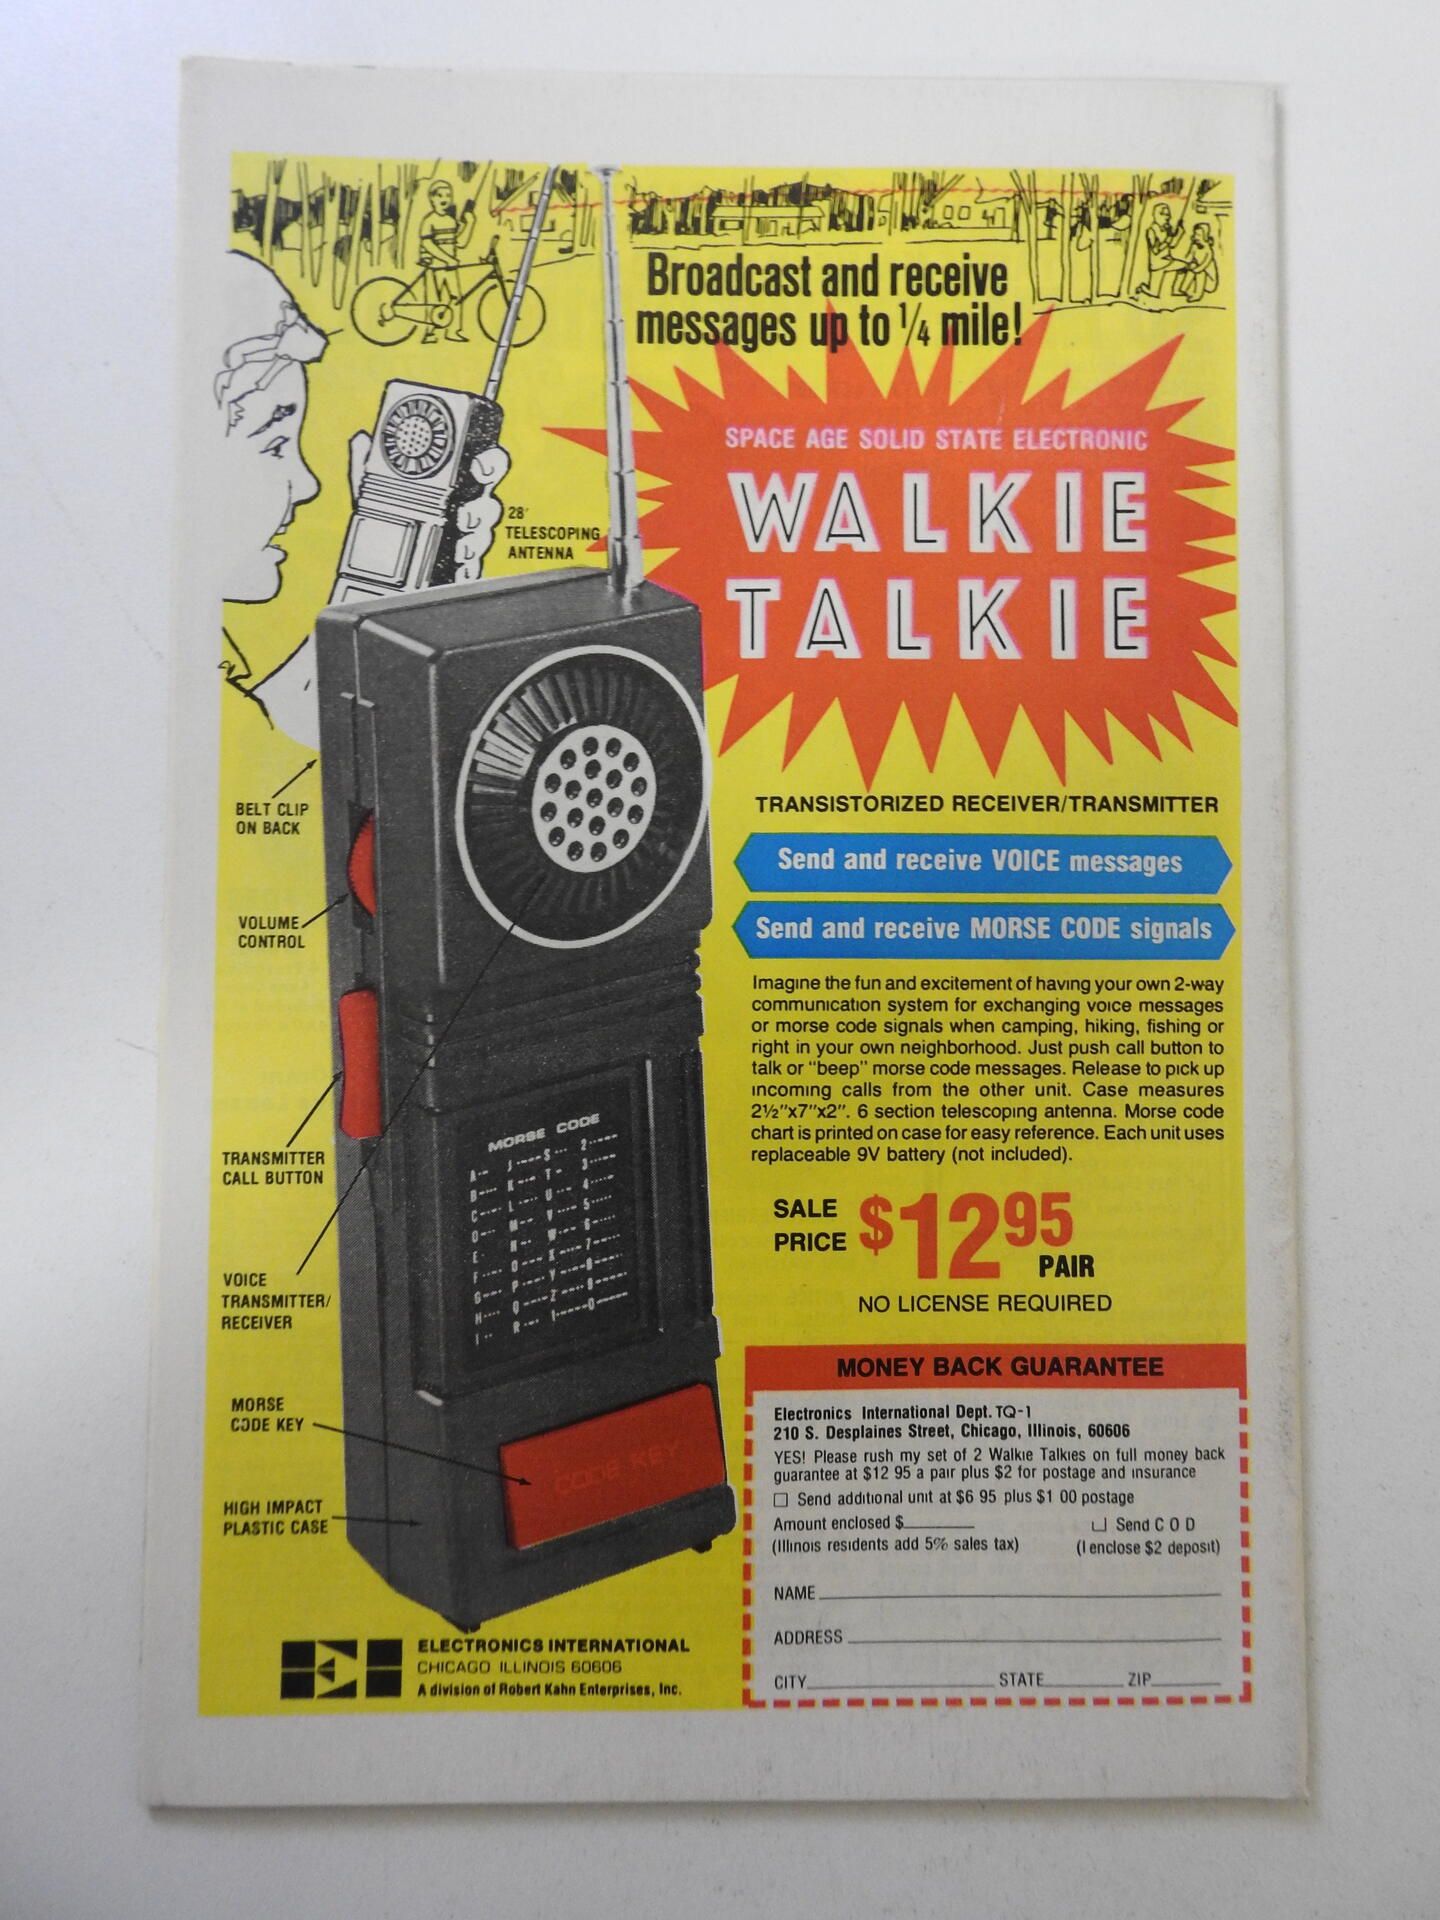 Broadcast and receive
messages up to 1/4 mile!
SPACE AGE SOLID STATE ELECTRONIC
WALKIE
TALKIE
28'
TELESCOPING
ANTENNA
BELT CLIP
ON BACK
VOLUME
CONTROL
TRANSMITTER
CALL BUTTON
VOICE
TRANSMITTER/
RECEIVER
MORSE
CODE KEY
HIGH IMPACT
PLASTIC CASE
MORSE CODE
CODE KEY
TRANSISTORIZED RECEIVER/TRANSMITTER
Send and receive VOICE messages
Send and receive MORSE CODE signals
Imagine the fun and excitement of having your own 2-way
communication system for exchanging voice messages
or morse code signals when camping, hiking, fishing or
right in your own neighborhood. Just push call button to
talk or "beep" morse code messages. Release to pick up
incoming calls from the other unit. Case measures
2½"x7"x2". 6 section telescoping antenna. Morse code
chart is printed on case for easy reference. Each unit uses
replaceable 9V battery (not included).
SALE
PRICE $12 95
PAIR
NO LICENSE REQUIRED
MONEY BACK GUARANTEE
Electronics International Dept. TQ-1
210 S. Desplaines Street, Chicago, Illinois, 60606
YES! Please rush my set of 2 Walkie Talkies on full money back
guarantee at $12 95 a pair plus $2 for postage and insurance
Send additional unit at $6 95 plus $1 00 postage
Amount enclosed $ Send C O D
(Illinois residents add 5% sales tax) (I enclose $2 deposit)
NAME
ADDRESS
CITY STATE ZIP
ELECTRONICS INTERNATIONAL
CHICAGO ILLINOIS 60606
A division of Robert Kahn Enterprises, Inc.